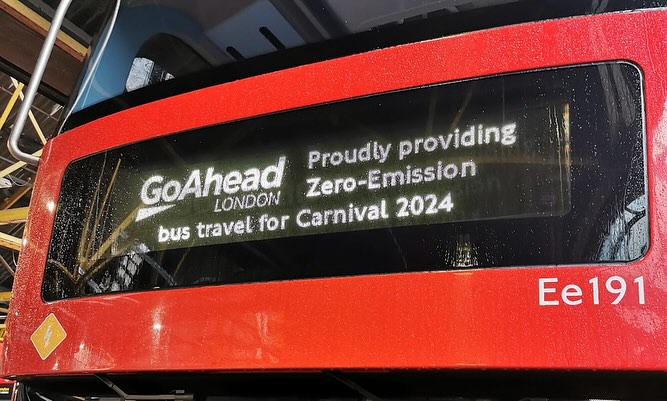 GoAhead
LONDON
Proudly providing
Zero-Emission
bus travel for Carnival 2024
Ee191